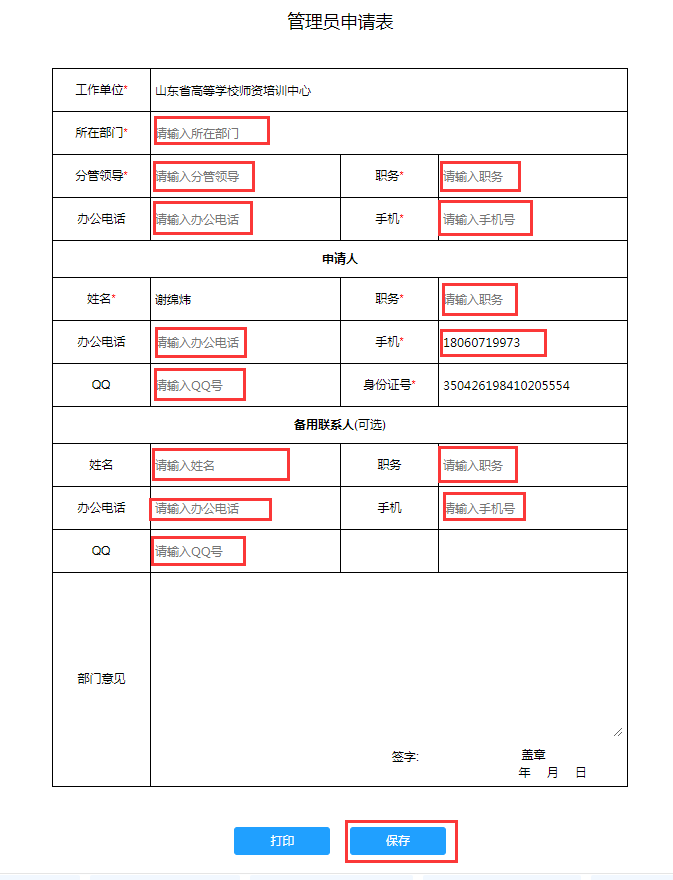 管理员申请表
工作单位* 山东省高等学校师资培训中心
所在部门* 请输入所在部门
分管领导* 请输入分管领导 职务* 请输入职务
办公电话 请输入办公电话 手机* 请输入手机号
申请人
姓名* 谢绵炜 职务* 请输入职务
办公电话 请输入办公电话 手机* 18060719973
QQ 请输入QQ号 身份证号* 350426198410205554
备用联系人(可选)
姓名 请输入姓名 职务 请输入职务
办公电话 请输入办公电话 手机 请输入手机号
QQ 请输入QQ号
部门意见
签字: 盖章
年 月 日
打印 保存